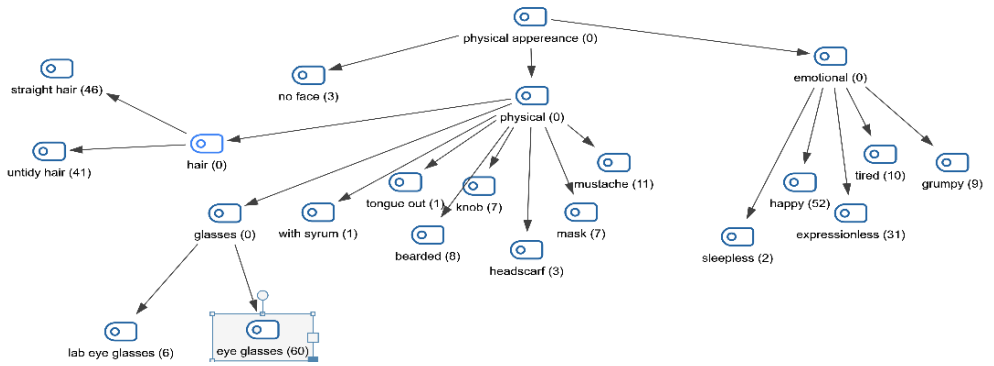 physical appereance (0)
emotional (0)
straight hair (46)
no face (3)
physical (0)
hair (0)
untidy hair (41)
mustache (11)
tired (10)
grumpy (9)
tongue out (1)
knob (7)
happy (52)
glasses (0)
with syrum (1)
mask (7)
expressionless (31)
bearded (8)
headscarf (3)
sleepless (2)
lab eye glasses (6)
eye glasses (60)